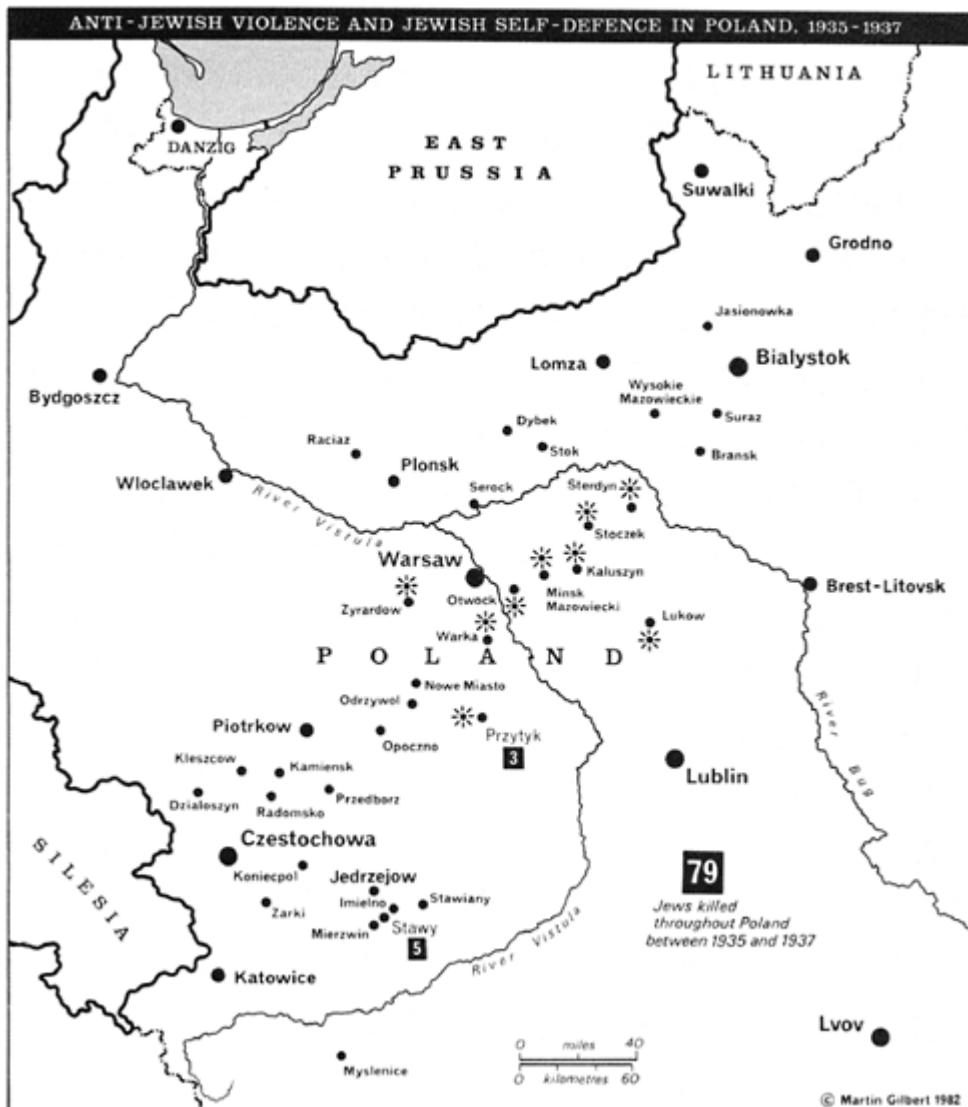 ANTI-JEWISH VIOLENCE AND JEWISH SELF-DEFENCE IN POLAND, 1935-1937
LITHUANIA
DANZIG
EAST
PRUSSIA
Suwalki
Grodno
Jasionowka
Lomza
Bialystok
Bydgoszcz
Wysokie
Mazowieckie
Suraz
Dybek
Raciaz
Stok
Bransk
Plonsk
Wloclawek
Serock
Sterdyn
River Vistula
Stoczek
Warsaw
Kaluszyn
Brest-Litovsk
Otwock
Minsk
Mazowiecki
Zyrardow
Lukow
Warka
POLAND
Nowe Miasto
Odrzywol
Piotrkow
Przytyk
Opoczno
3
River Bug
Kleszcow
Kamiensk
Lublin
Dzialoszyn
Radomsko
Przedborz
SILESIA
Czestochowa
Koniecpol
79
Jedrzejow
Jews killed
throughout Poland
between 1935 and 1937
Imielno
Stawiany
Zarki
Mierzwin
Stawy
5
River Vistula
Katowice
Lvov
0 miles 40
0 kilometres 60
Myslenice
© Martin Gilbert 1982